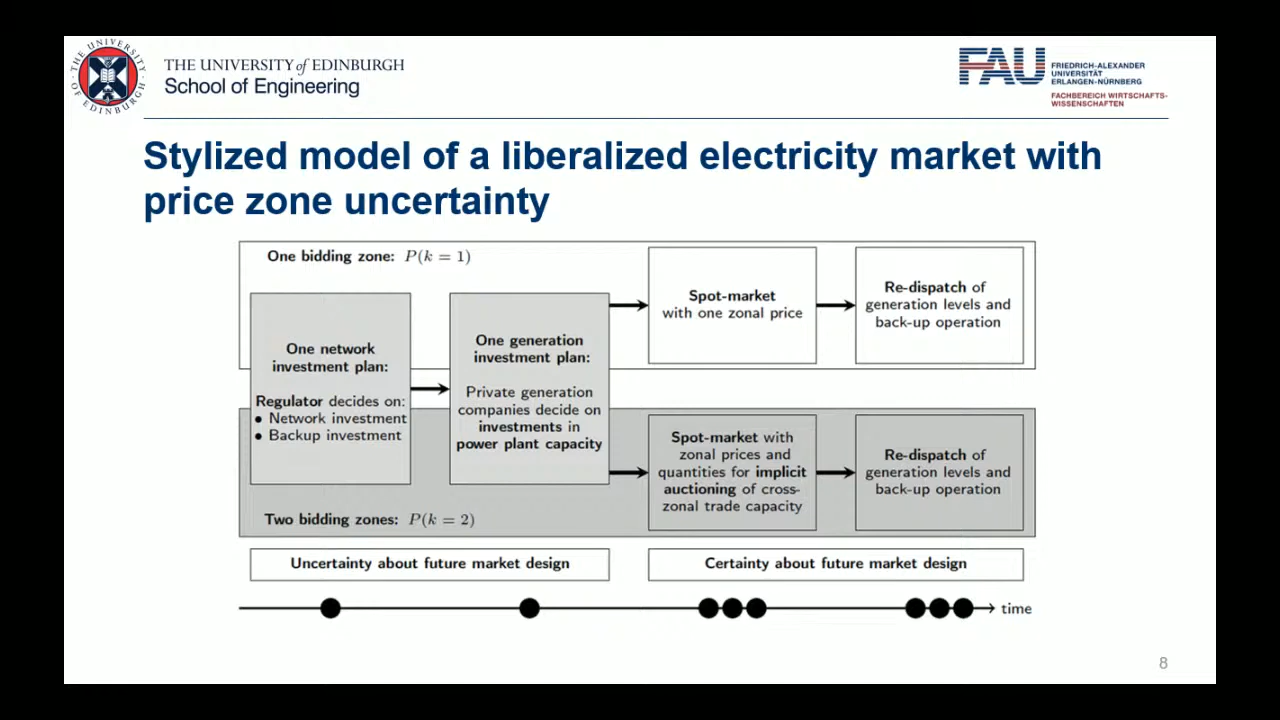 THE UNIVERSITY OF EDINBURGH
THE UNIVERSITY of EDINBURGH
School of Engineering
FAU
FRIEDRICH-ALEXANDER
UNIVERSITÄT
ERLANGEN-NÜRNBERG
FACHBEREICH WIRTSCHAFTS-
WISSENSCHAFTEN
Stylized model of a liberalized electricity market with
price zone uncertainty
One bidding zone: P(k = 1)
One network
investment plan:
Regulator decides on:
• Network investment
• Backup investment
One generation
investment plan:
Private generation
companies decide on
investments in
power plant capacity
Spot-market
with one zonal price
Re-dispatch of
generation levels and
back-up operation
Spot-market with
zonal prices and
quantities for implicit
auctioning of cross-
zonal trade capacity
Re-dispatch of
generation levels and
back-up operation
Two bidding zones: P(k = 2)
Uncertainty about future market design
Certainty about future market design
time
8